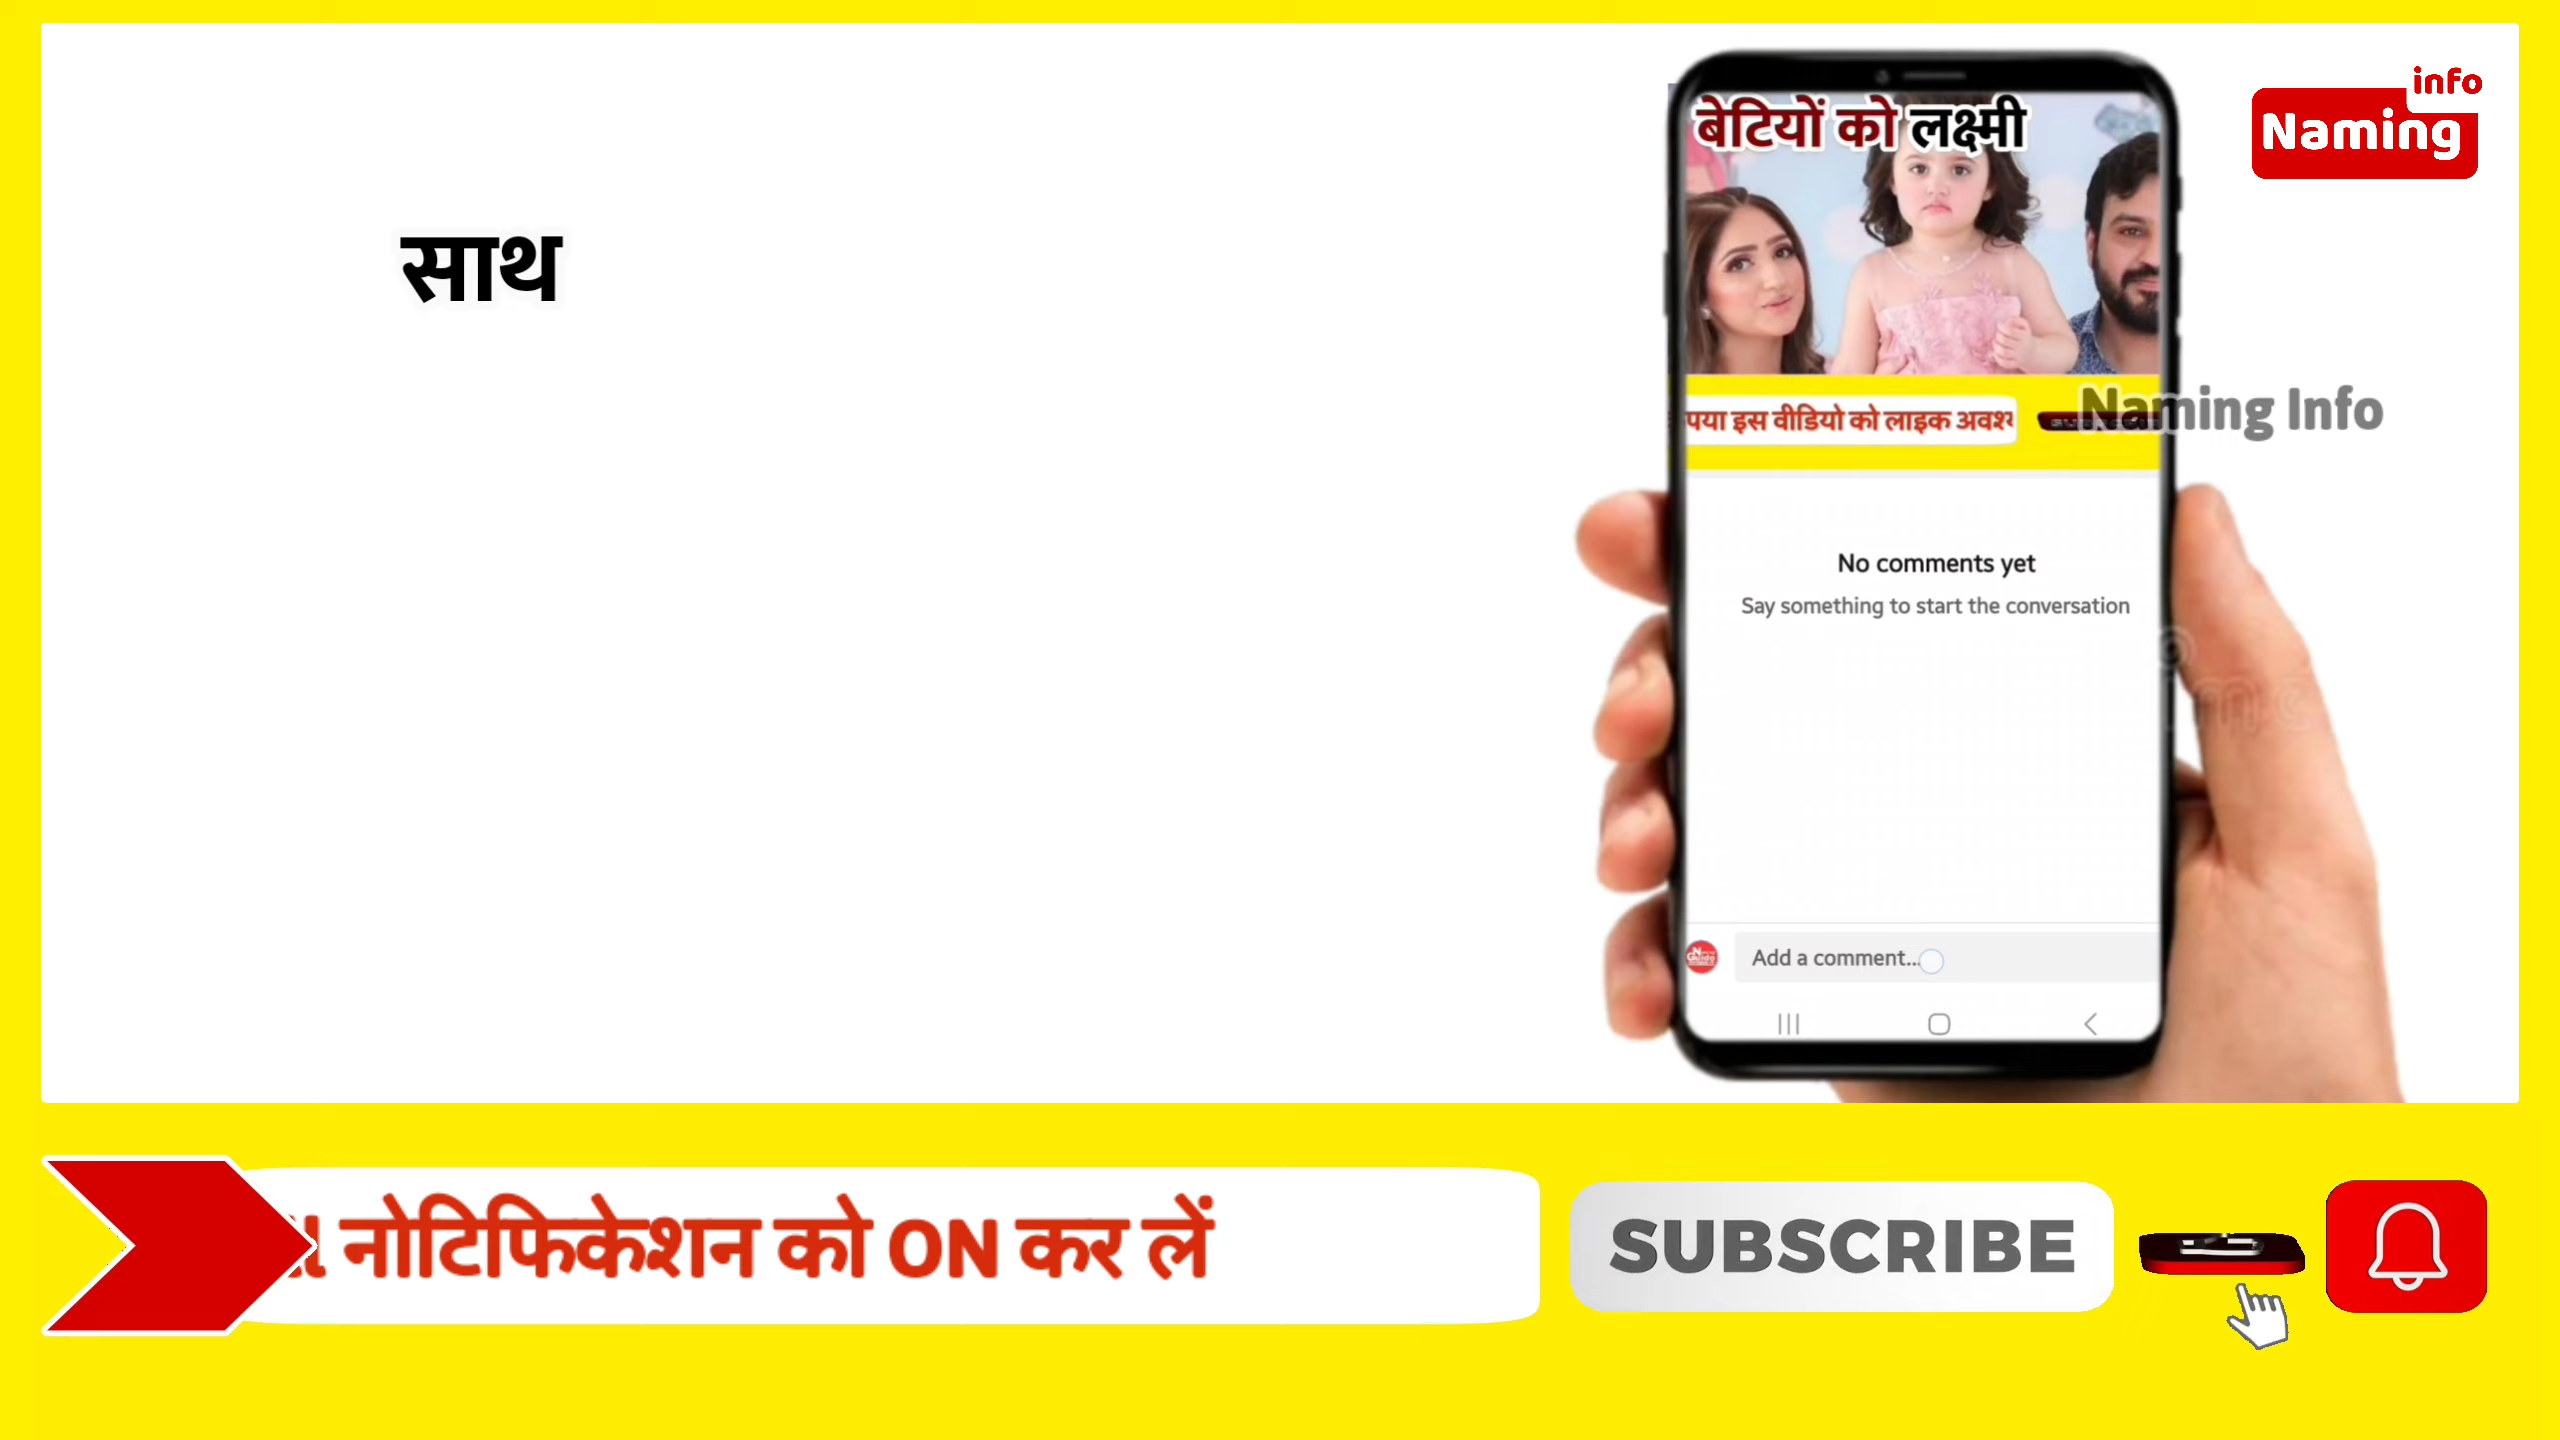 info
Naming
साथ
बेटियों को लक्ष्मी
पया इस वीडियो को लाइक
Naming Info
No comments yet
Say something to start the conversation
Add a comment...
नोटिफिकेशन को ON कर लें
SUBSCRIBE